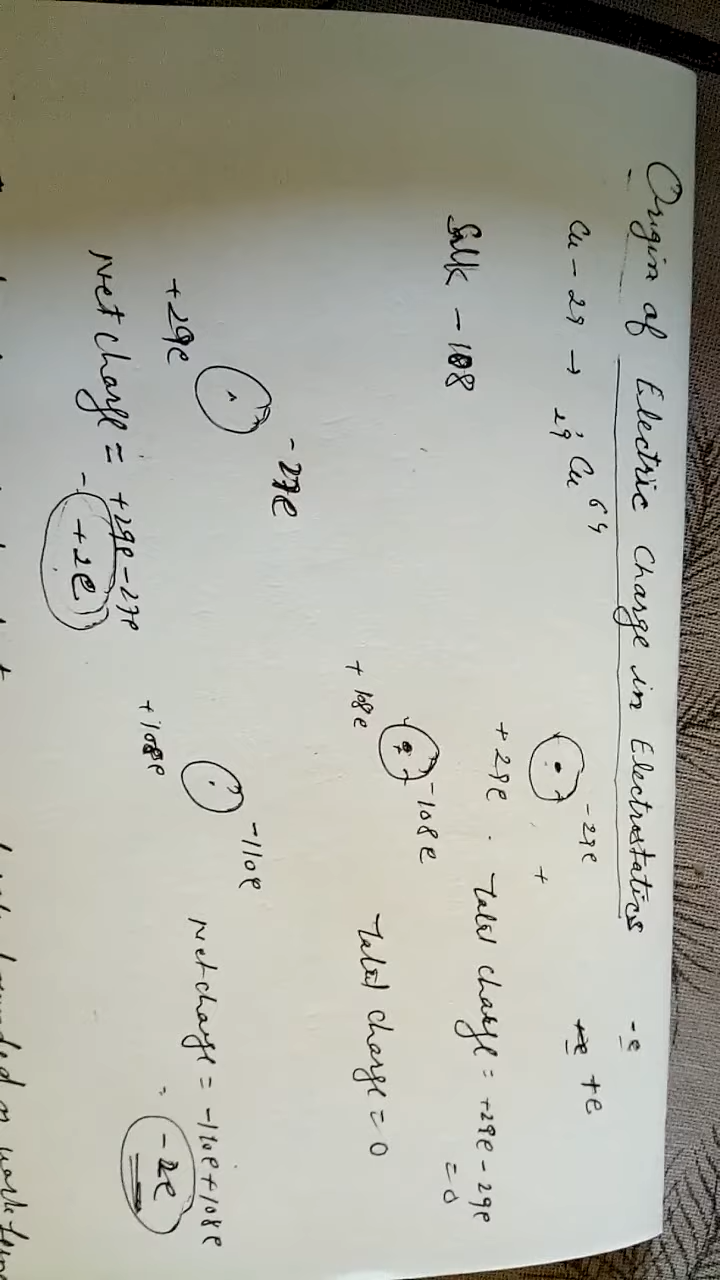 Origin of Electric Charge in Electrostatics
-e
Cu - 29 → 29 Cu 64
-29e
+e +e
+29e
+
Total charge = +29e - 29e
= 0
Silk - 108
-108e
+108e
Total charge = 0
-27e
+29e
Net charge = +29e - 27e
= +2e
-110e
+108e
Net charge = -110e + 108e
= -2e